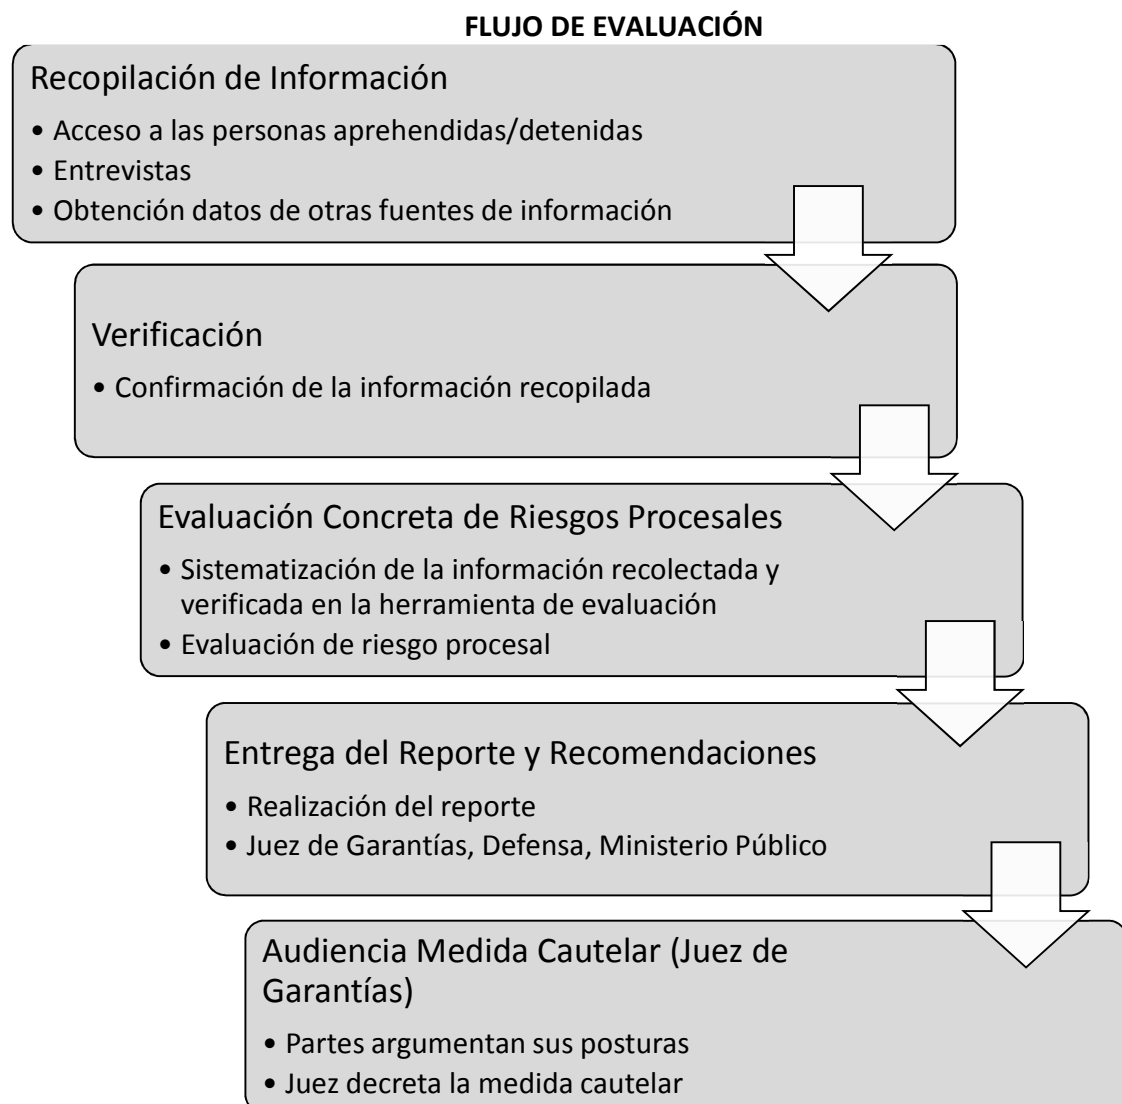 FLUJO DE EVALUACIÓN
Recopilación de Información
• Acceso a las personas aprehendidas/detenidas
• Entrevistas
• Obtención datos de otras fuentes de información
Verificación
• Confirmación de la información recopilada
Evaluación Concreta de Riesgos Procesales
• Sistematización de la información recolectada y
verificada en la herramienta de evaluación
• Evaluación de riesgo procesal
Entrega del Reporte y Recomendaciones
• Realización del reporte
• Juez de Garantías, Defensa, Ministerio Público
Audiencia Medida Cautelar (Juez de
Garantías)
• Partes argumentan sus posturas
• Juez decreta la medida cautelar